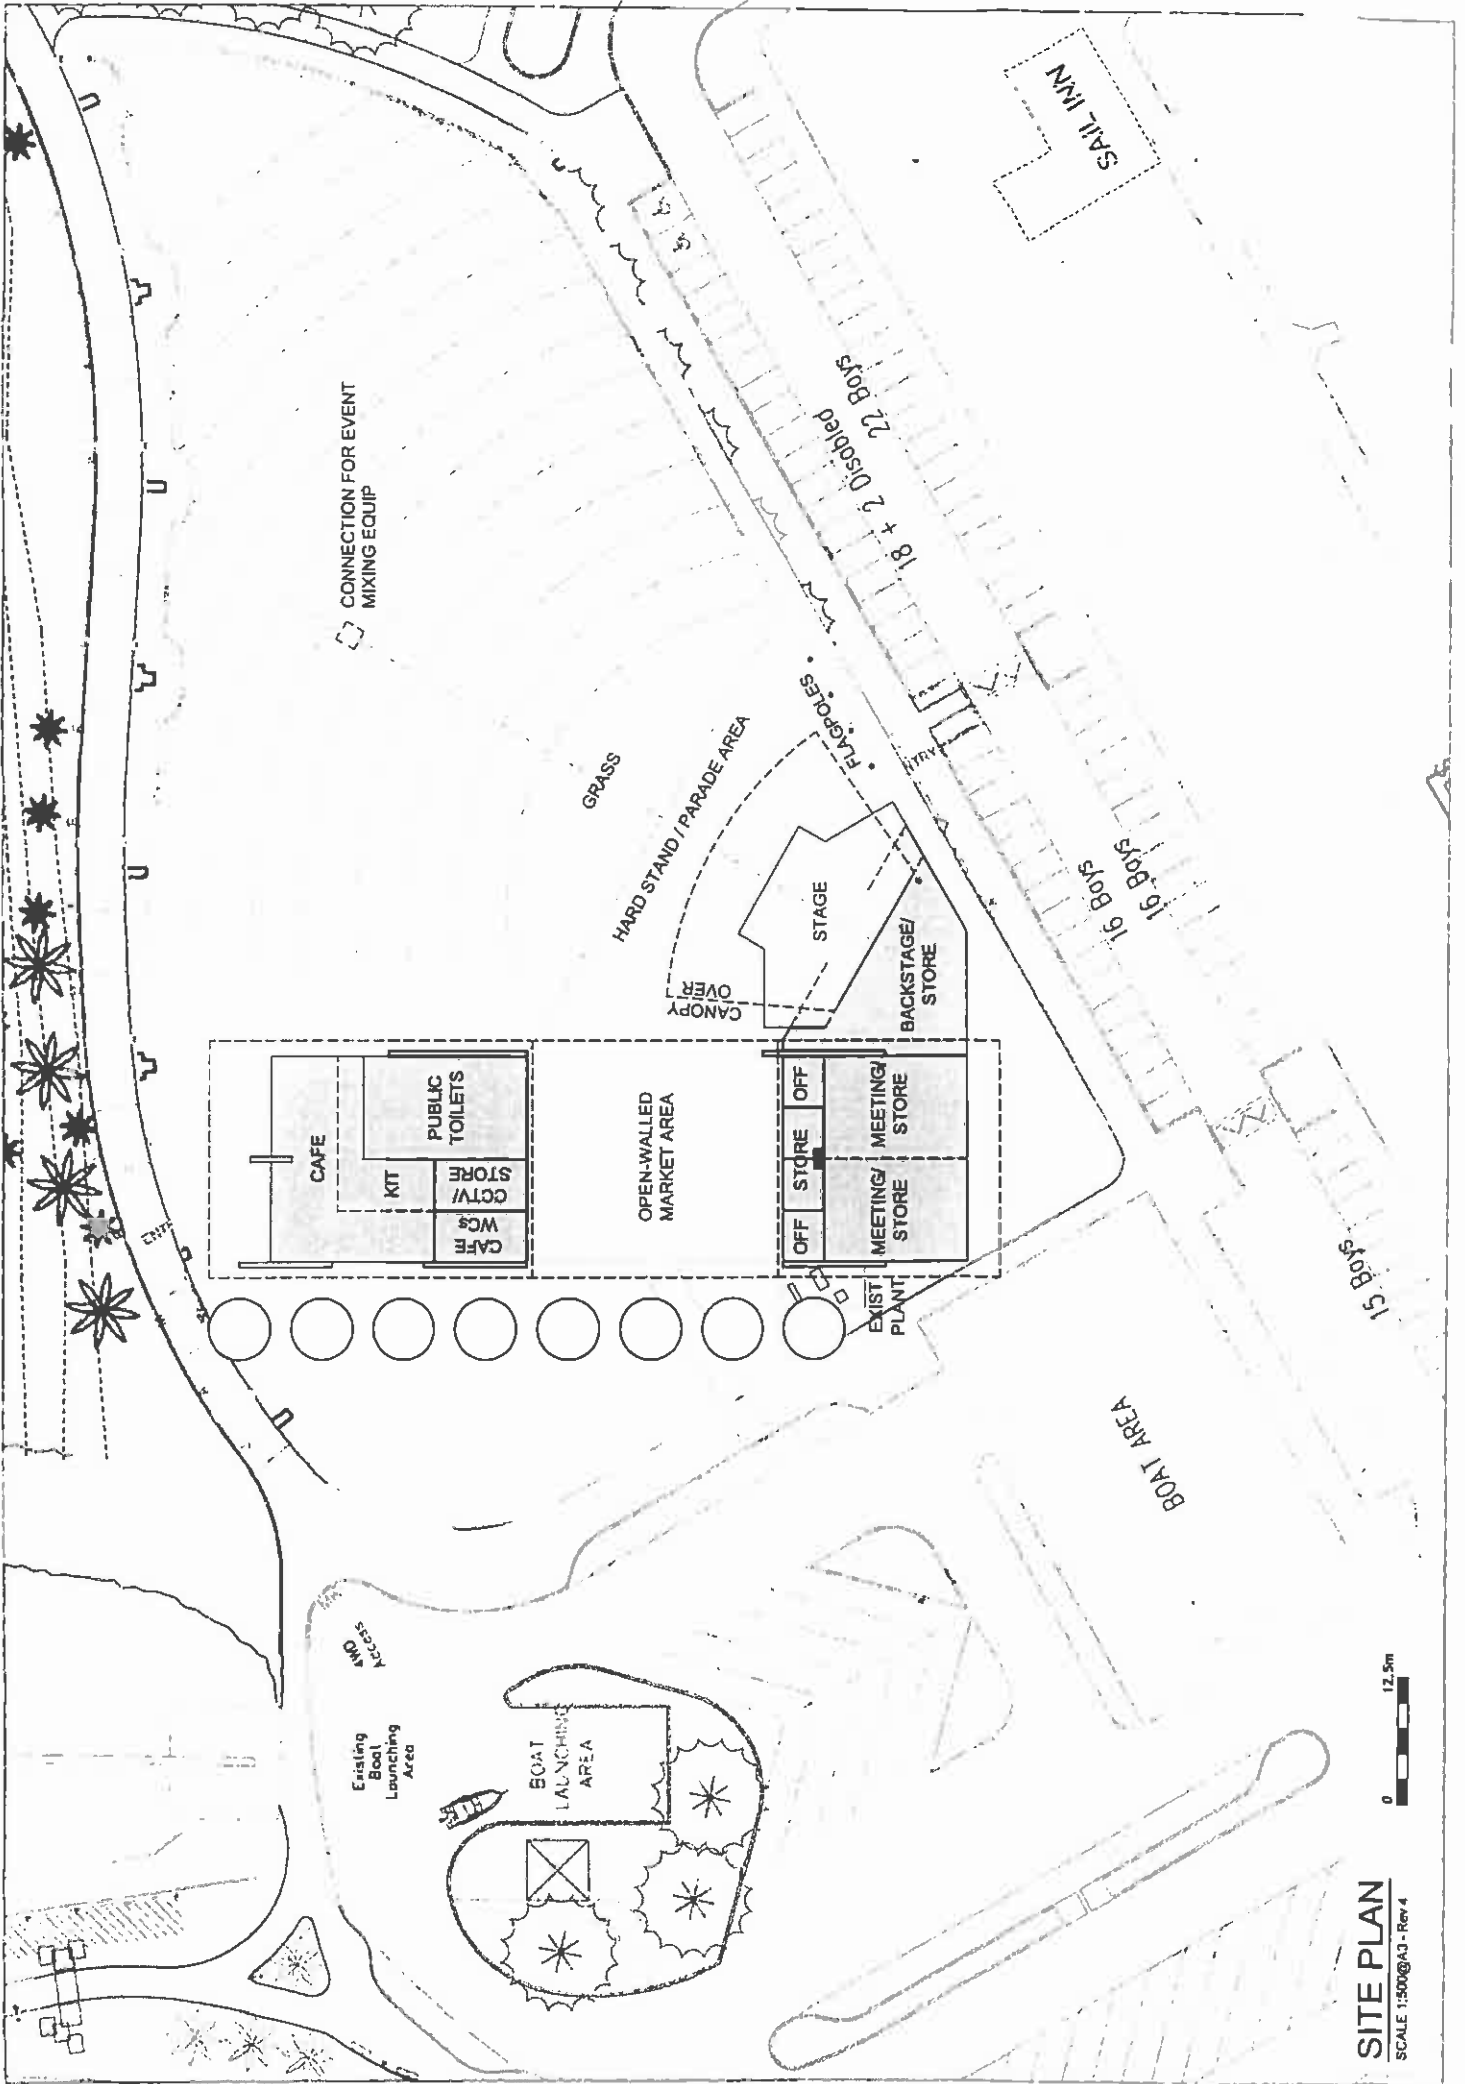 SAIL INN
CONNECTION FOR EVENT
MIXING EQUIP
22 Bays
18 + 2 Disabled
GRASS
HARD STAND / PARADE AREA
FLAGPOLES
STAGE
CANOPY
OVER
BACKSTAGE/
STORE
16 Bays
16 Bays
15 Bays
CAFE
KIT
PUBLIC
TOILETS
CCTV/
STORE
CAFE
WCs
OPEN-WALLED
MARKET AREA
OFF
STORE
OFF
MEETING/
STORE
MEETING/
STORE
EXIST
PLANT
BOAT AREA
4WD
Access
Existing
Boat
Launching
Area
BOAT
LAUNCHING
AREA
0
12.5m
SITE PLAN
SCALE 1:500@A3 - Rev 4